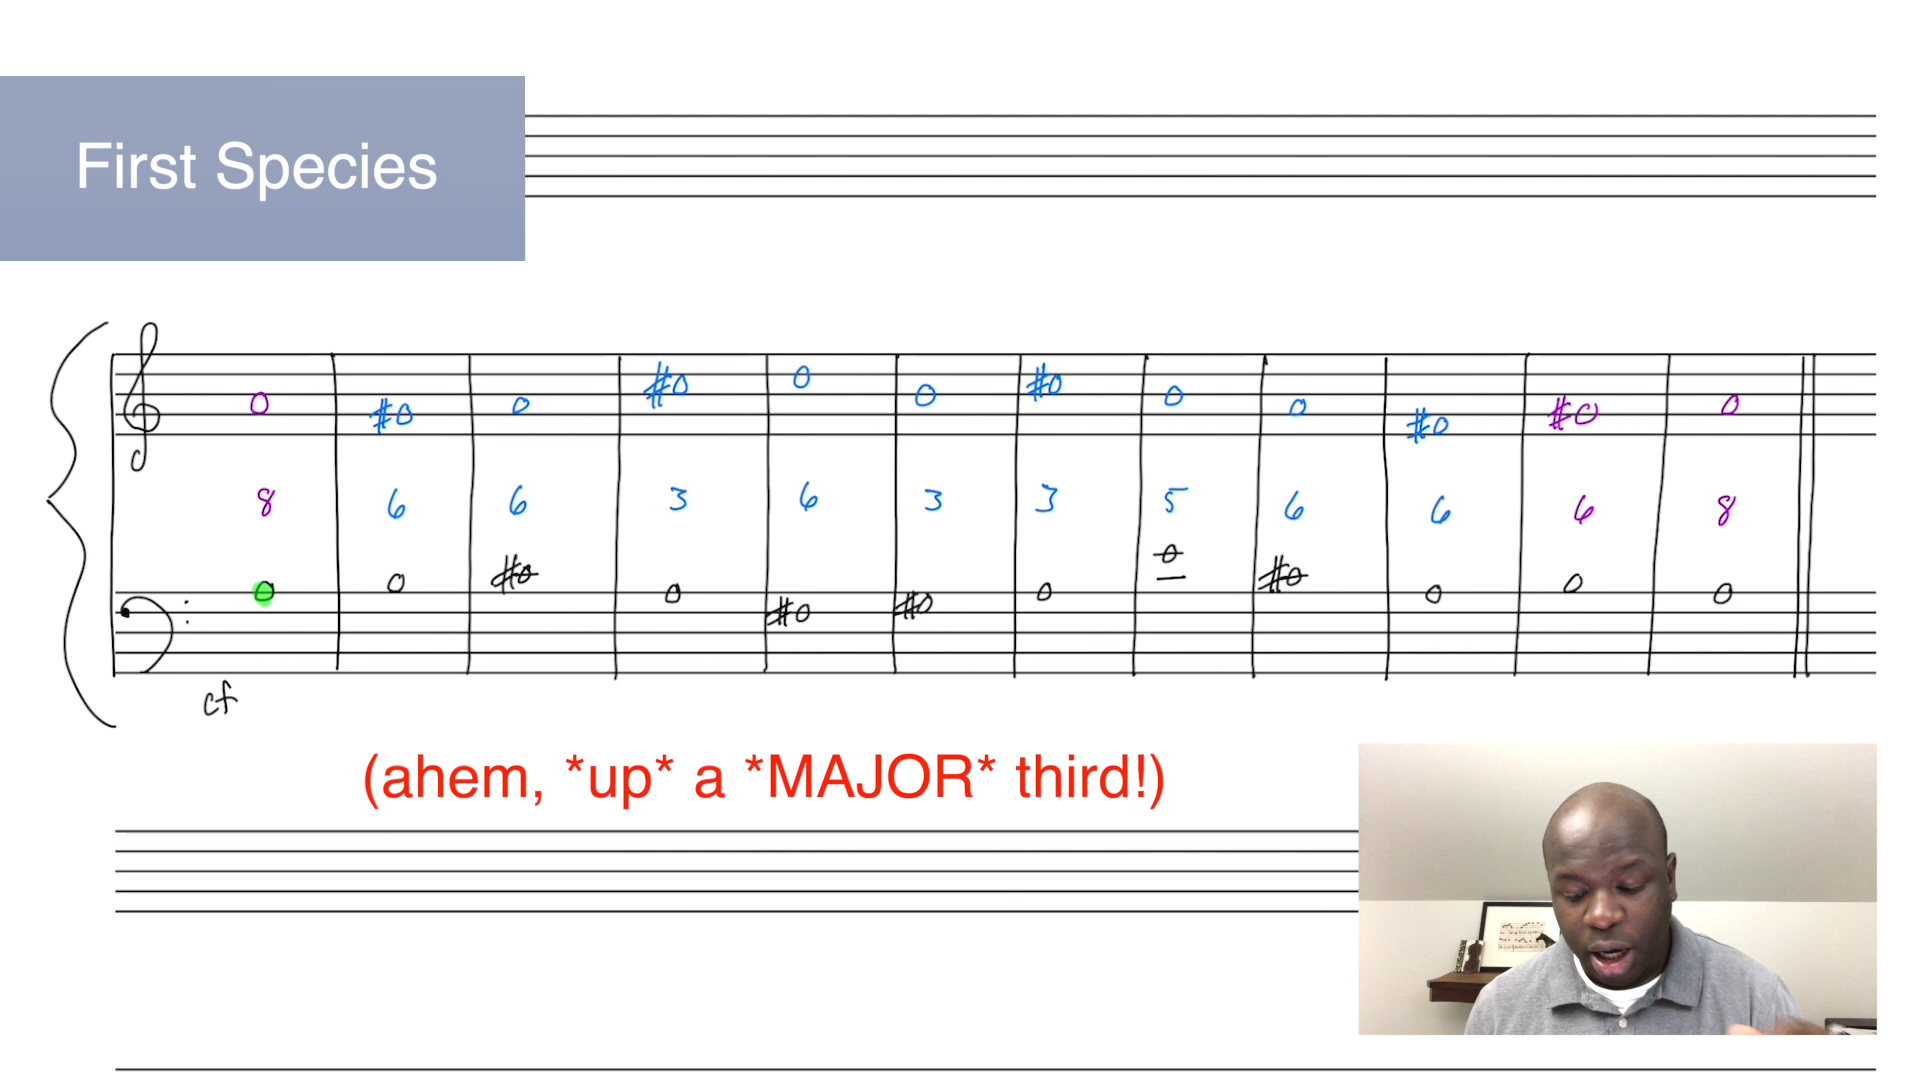 First Species
8 6 6 3 6 3 3 5 6 6 6 8
cf
(ahem, *up* a *MAJOR* third!)